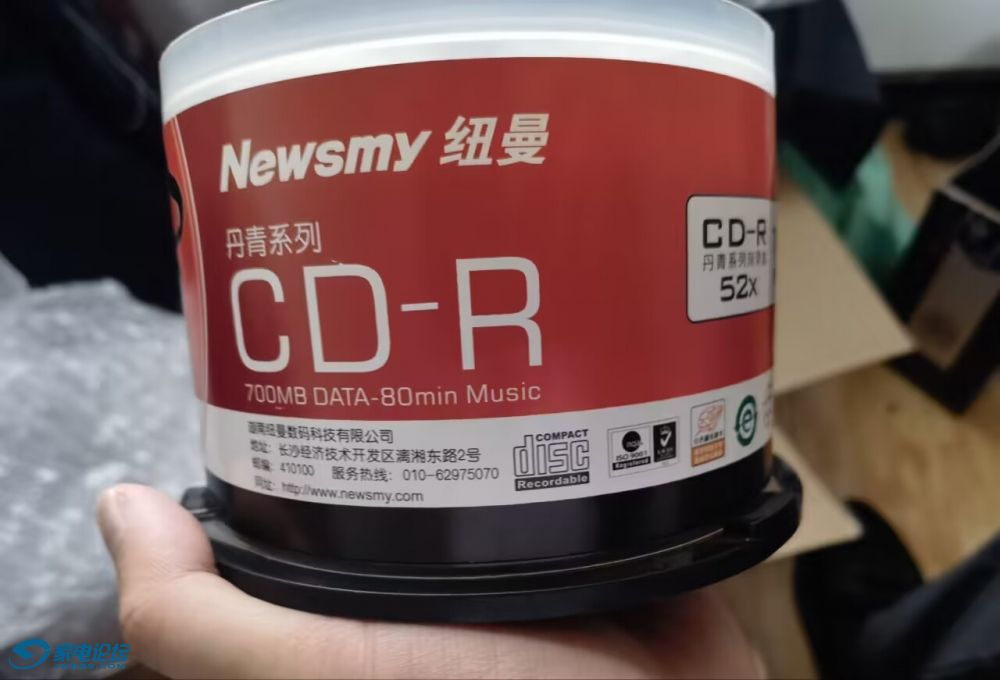 Newsmy 纽曼
丹青系列
CD-R
700MB DATA-80min Music
CD-R
丹青系列刻录盘
52x
湖南纽曼数码科技有限公司
地址：长沙经济技术开发区漓湘东路2号
邮编：410100 服务热线：010-62975070
网址：http://www.newsmy.com
COMPACT
disc
Recordable
ISO 9001
Registered
家电论坛